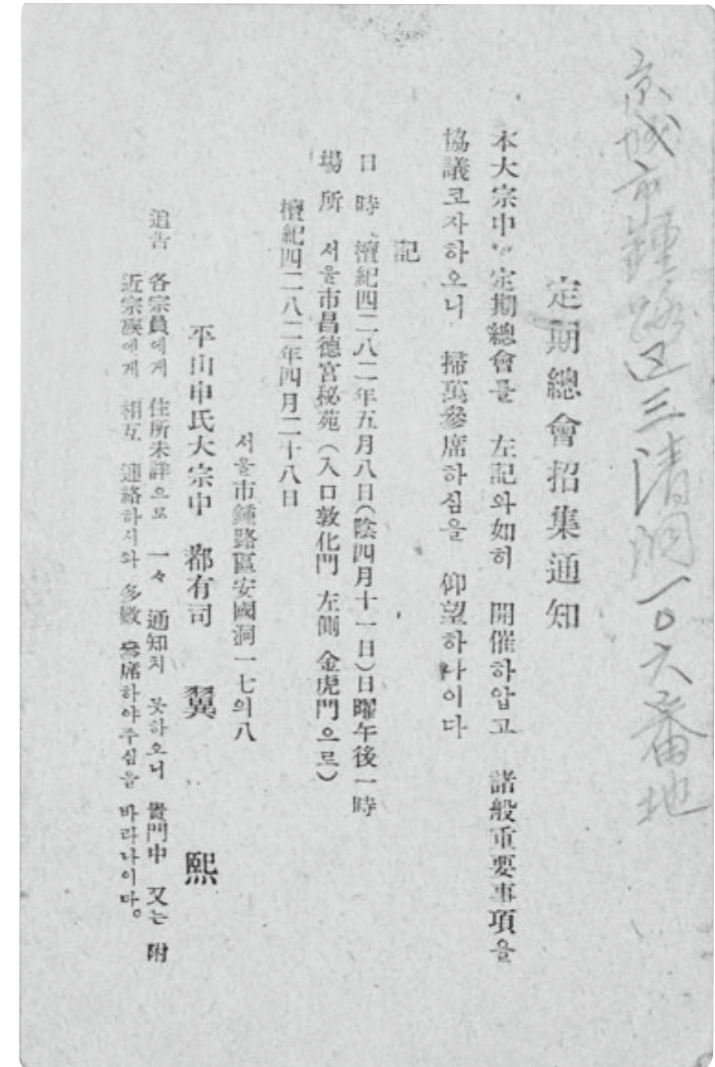 京城市鍾路区三淸洞一〇六番地
定期總會招集通知
本大宗中 定期總會를 左記와如히 開催하압고 諸般重要事項을
協議코자하오니 掃萬參席하심을 仰望하나이다
記
日時、檀紀四二八二年五月八日(陰四月十一日)日曜午後一時
場所 서울市昌德宮秘苑(入口敦化門 左側 金虎門으로)
檀紀四二八二年四月二十八日
서울市鍾路區安國洞一七의八
平山申氏大宗中 都有司 翼熙
追告 各宗員에게 住所未詳으로 一々 通知치 못하오니 貴門中 又는 附
近宗族에게 相互 連絡하시와 多數 參席하야주심을 바라나이다。